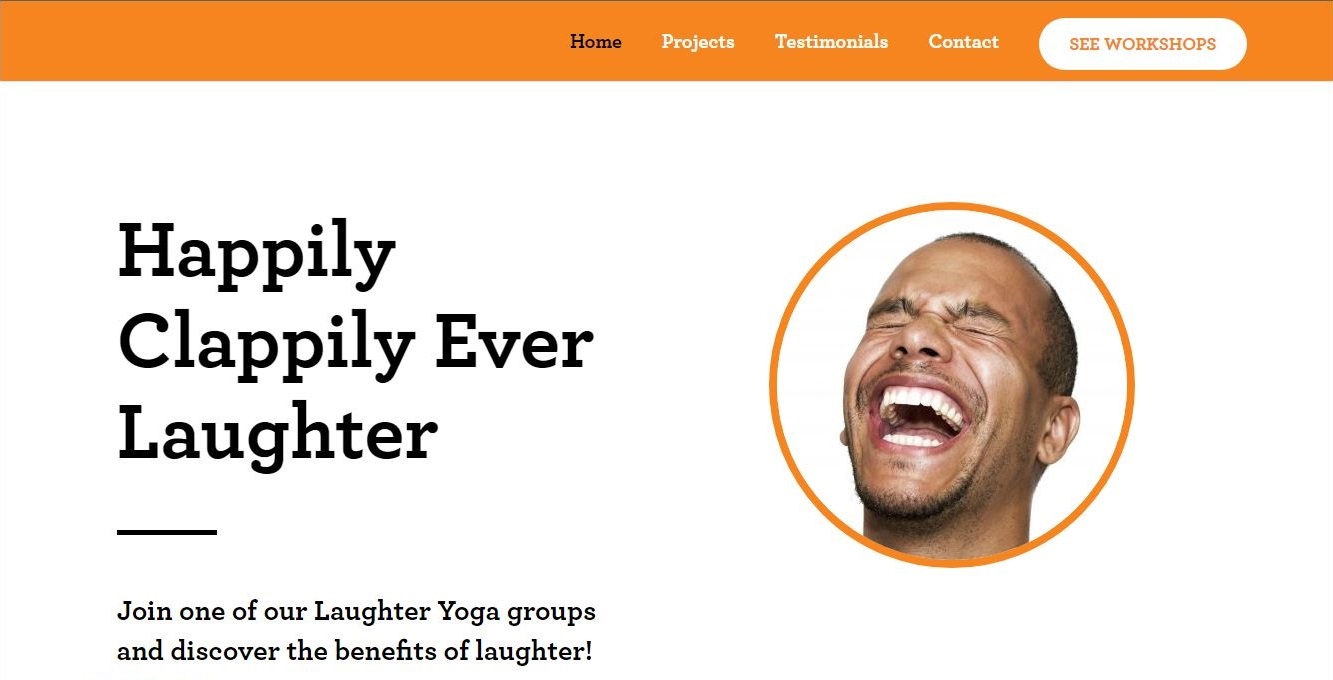 Home Projects Testimonials Contact SEE WORKSHOPS
Happily
Clappily Ever
Laughter
Join one of our Laughter Yoga groups
and discover the benefits of laughter!